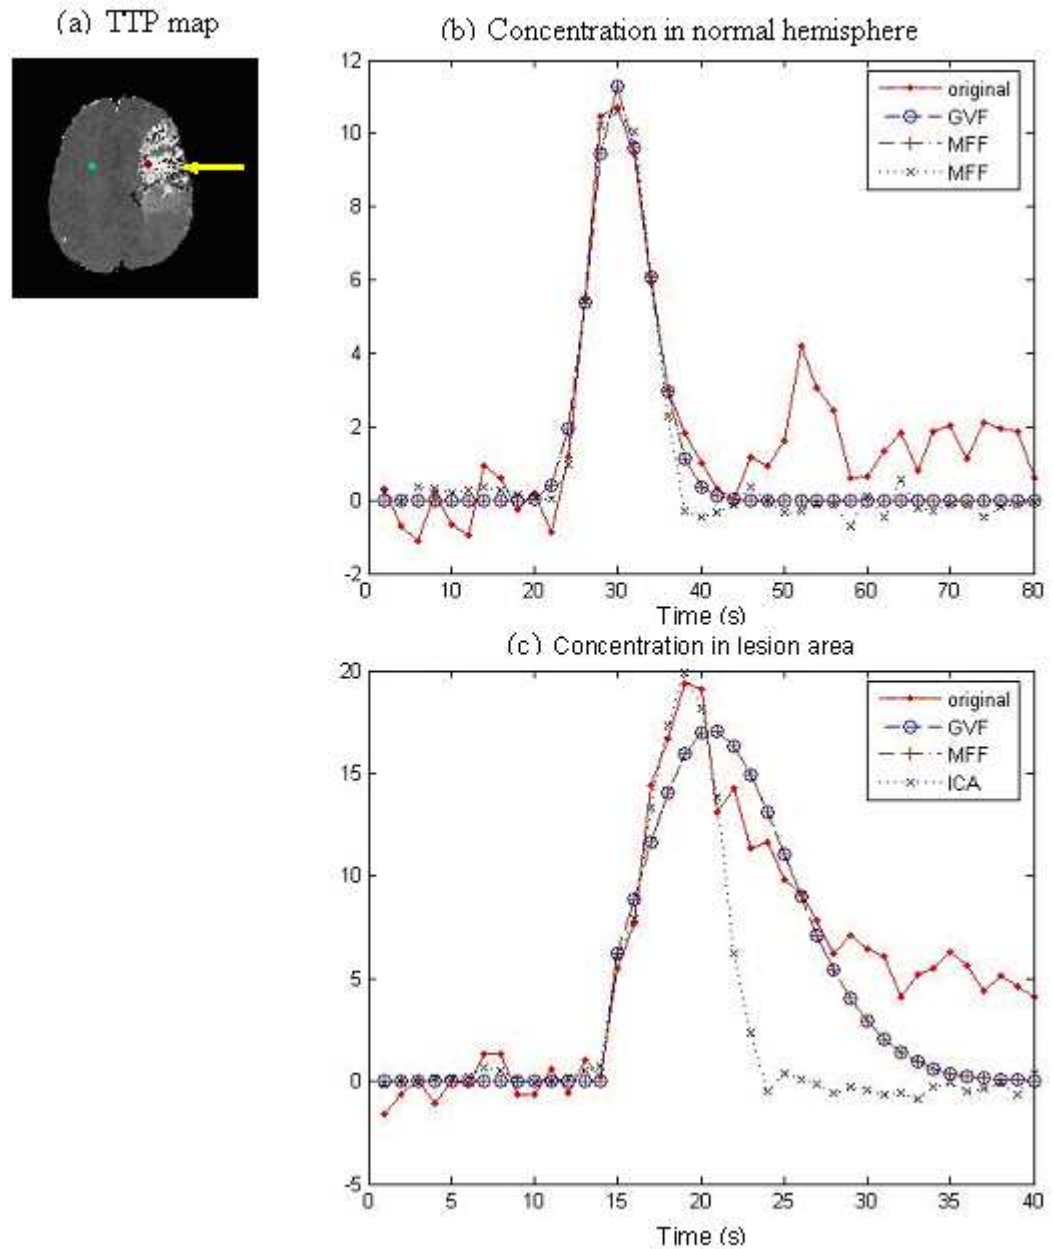 (a) TTP map
(b) Concentration in normal hemisphere
12
10
8
6
4
2
0
-2
0 10 20 30 40 50 60 70 80
Time (s)
original
GVF
MFF
MFF
(c) Concentration in lesion area
20
15
10
5
0
-5
0 5 10 15 20 25 30 35 40
Time (s)
original
GVF
MFF
ICA